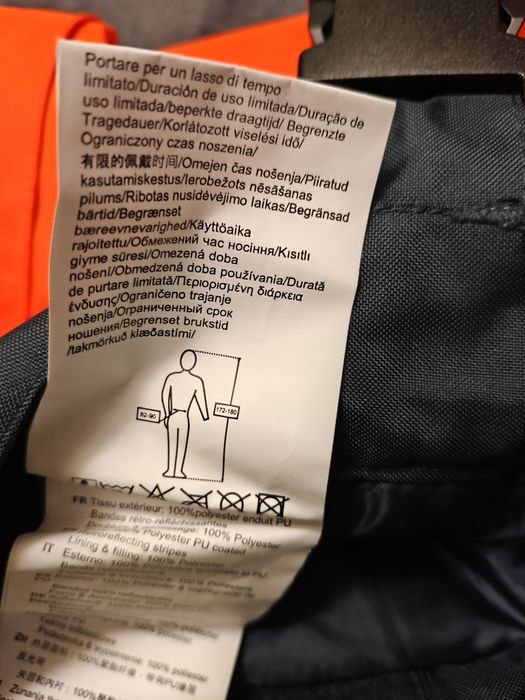 Portare per un lasso di tempo
limitato/Duración de uso limitada/Duração de
uso limitada/beperkte draagtijd/ Begrenzte
Tragedauer/Korlátozott viselési idő/
Ograniczony czas noszenia/
有限的佩戴时间/Omejen čas nošenja/Piiratud
kasutamiskestus/Ierobežots nēsāšanas
pilums/Ribotas nusidėvėjimo laikas/Begränsad
bärtid/Begrænset
bæreevnevarighed/Käyttöaika
rajoitettu/Обмежений час носіння/Kısıtlı
giyme süresi/Omezená doba
nošení/Obmedzená doba používania/Durată
de purtare limitată/Περιορισμένη διάρκεια
ένδυσης/Ograničeno trajanje
nošenja/Ограниченный срок
ношения/Begrenset brukstid
/takmörkuð klæðastími/
82-90
172-180
FR Tissu extérieur: 100%polyester enduit PU
Bandes rétro-réfléchissantes
100% Polyester
Polyester PU coated
retroreflecting stripes
Lining & filling: 100% Polyester
IT
Esterno: 100%
ZH